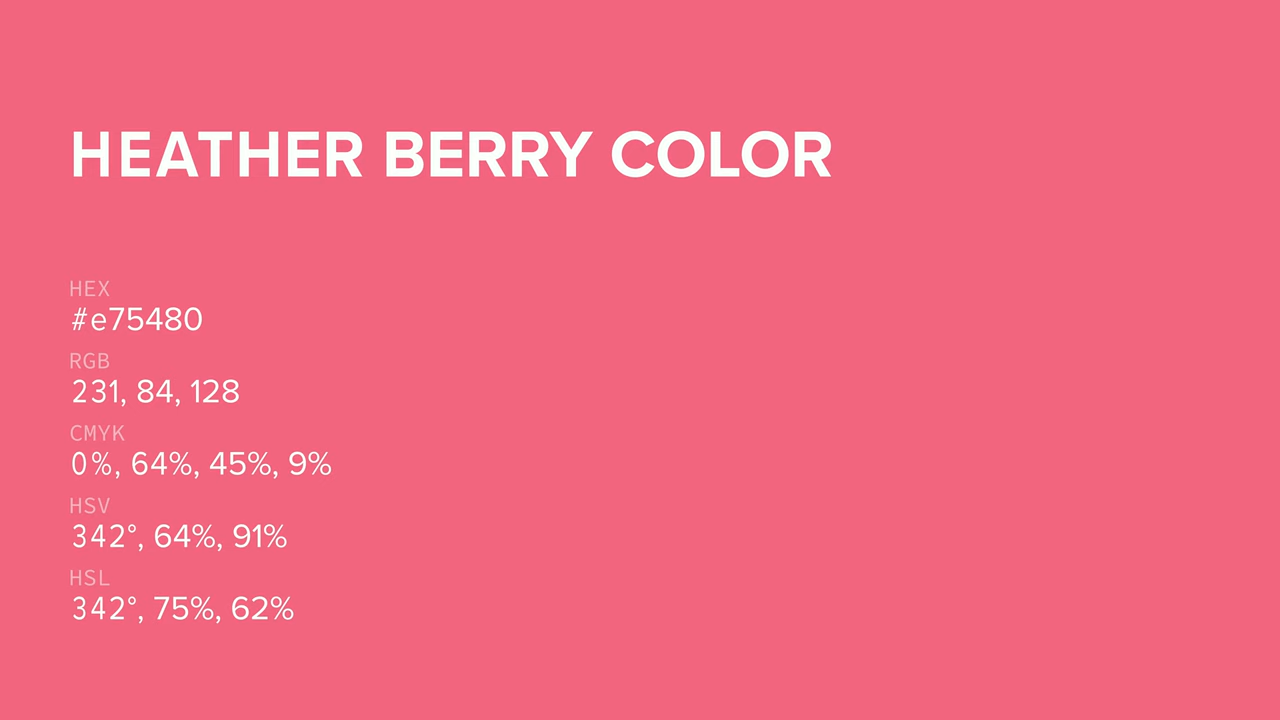 HEATHER BERRY COLOR
HEX
#e75480
RGB
231, 84, 128
CMYK
0%, 64%, 45%, 9%
HSV
342°, 64%, 91%
HSL
342°, 75%, 62%